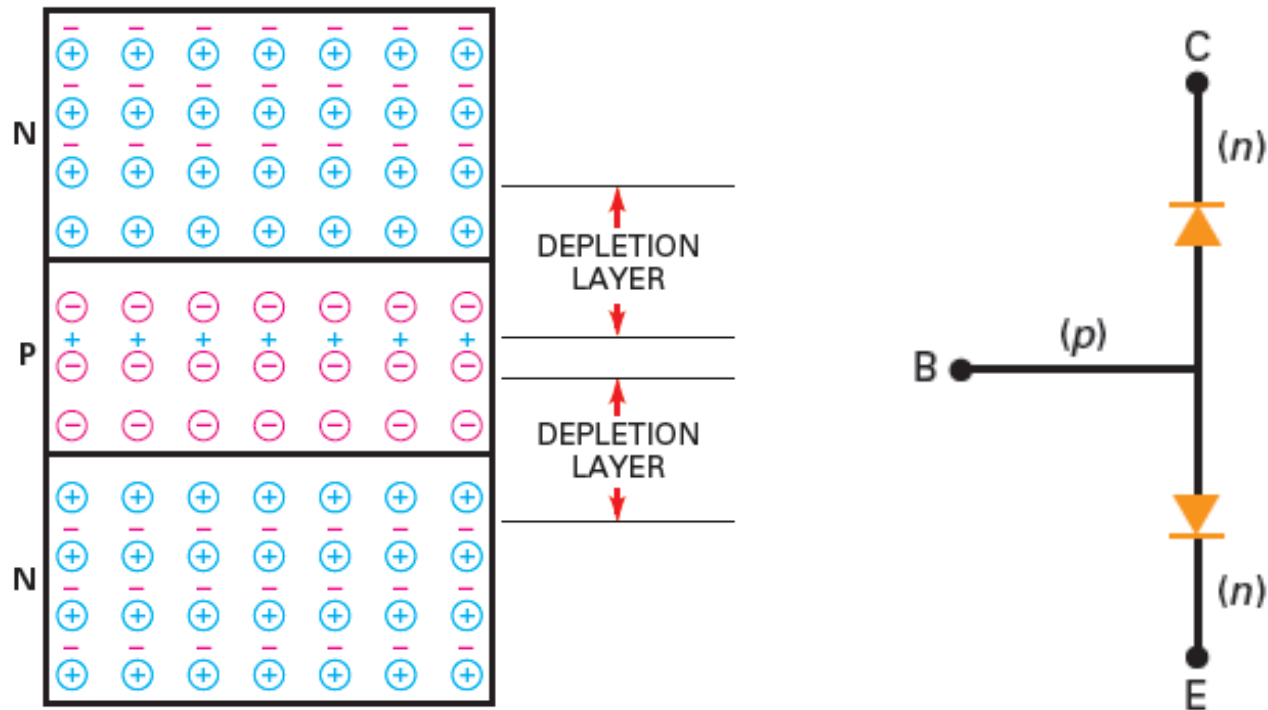 N
P
N
DEPLETION
LAYER
DEPLETION
LAYER
C
(n)
B
(p)
(n)
E